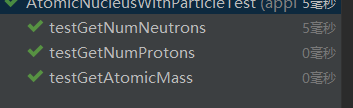 AtomicNucleusWithParticleTest (appl 5毫秒
testGetNumNeutrons 5毫秒
testGetNumProtons 0毫秒
testGetAtomicMass 0毫秒